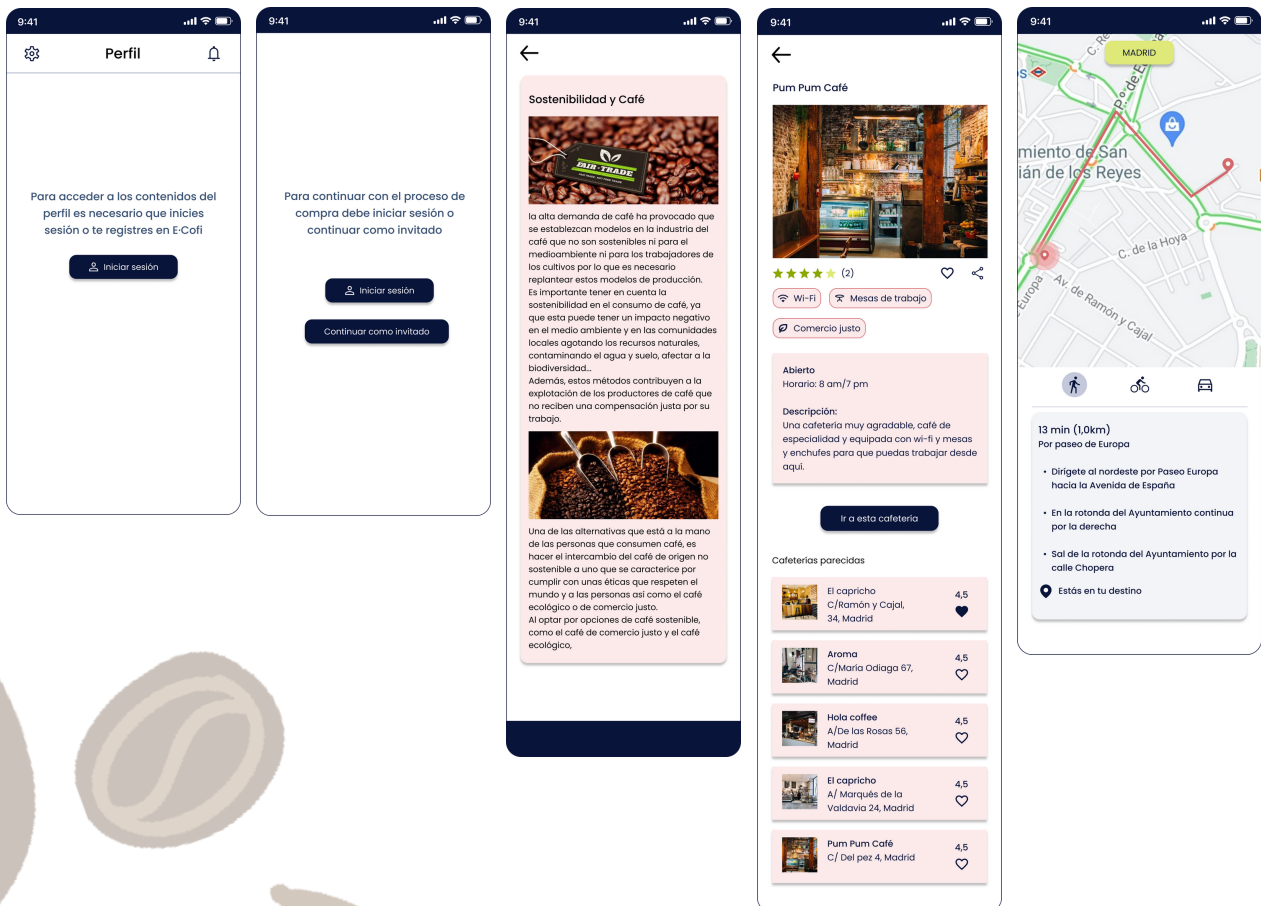 9:41
Perfil
Para acceder a los contenidos del
perfil es necesario que inicies
sesión o te registres en E·Cofi
Iniciar sesión
9:41
Para continuar con el proceso de
compra debe iniciar sesión o
continuar como invitado
Iniciar sesión
Continuar como invitado
9:41
Sostenibilidad y Café
FAIR-TRADE
la alta demanda de café ha provocado que
se establezcan modelos en la industria del
café que no son sostenibles ni para el
medioambiente ni para los trabajadores de
los cultivos por lo que es necesario
replantear estos modelos de producción.
Es importante tener en cuenta la
sostenibilidad en el consumo de café, ya
que esta puede tener un impacto negativo
en el medio ambiente y en las comunidades
locales agotando los recursos naturales,
contaminando el agua y suelo, afectar a la
biodiversidad...
Además, estos métodos contribuyen a la
explotación de los productores de café que
no reciben una compensación justa por su
trabajo.
Una de las alternativas que está a la mano
de las personas que consumen café, es
hacer el intercambio del café de origen no
sostenible a uno que se caracterice por
cumplir con unas éticas que respeten el
mundo y a las personas así como el café
ecológico o de comercio justo.
Al optar por opciones de café sostenible,
como el café de comercio justo y el café
ecológico,
9:41
Pum Pum Café
(2)
Wi-Fi
Mesas de trabajo
Comercio justo
Abierto
Horario: 8 am/7 pm
Descripción:
Una cafetería muy agradable, café de
especialidad y equipada con wi-fi y mesas
y enchufes para que puedas trabajar desde
aquí.
Ir a esta cafetería
Cafeterías parecidas
El capricho
C/Ramón y Cajal,
34, Madrid
4,5
Aroma
C/María Odiaga 67,
Madrid
4,5
Hola coffee
A/De las Rosas 56,
Madrid
4,5
El capricho
A/ Marqués de la
Valdavia 24, Madrid
4,5
Pum Pum Café
C/ Del pez 4, Madrid
4,5
9:41
MADRID
P.º de E
miento de San
ián de los Reyes
C. de la Hoya
Av. de Ramón y Cajal
Europa
13 min (1,0km)
Por paseo de Europa
• Dirígete al nordeste por Paseo Europa
hacia la Avenida de España
• En la rotonda del Ayuntamiento continua
por la derecha
• Sal de la rotonda del Ayuntamiento por la
calle Chopera
Estás en tu destino